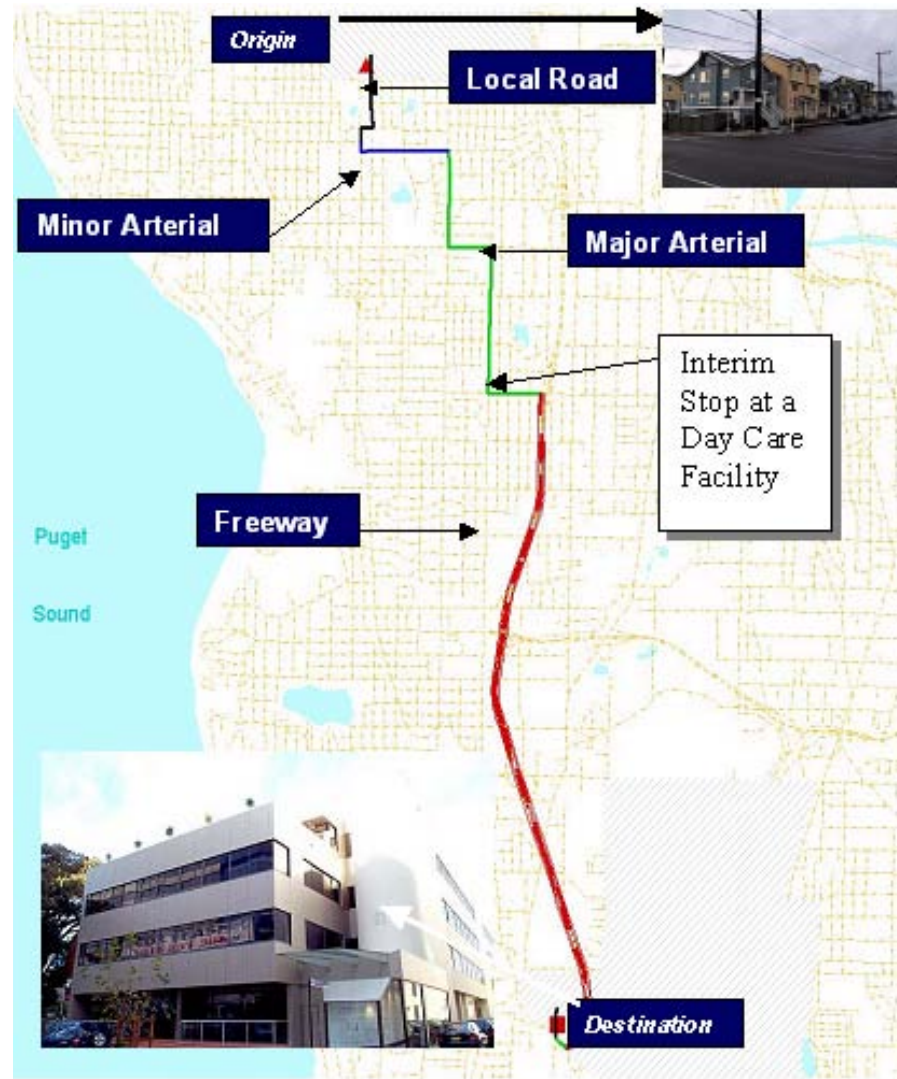 Origin
Local Road
Minor Arterial
Major Arterial
Interim
Stop at a
Day Care
Facility
Freeway
Puget
Sound
Destination